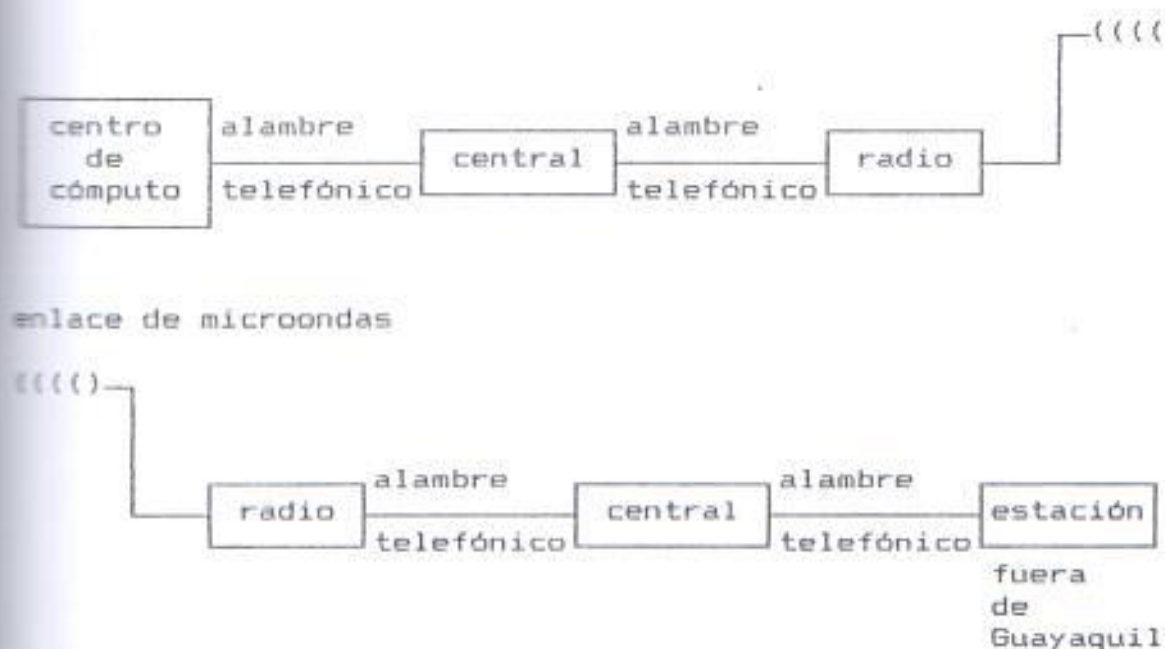 ((((
centro
de
cómputo
alambre
telefónico
central
alambre
telefónico
radio
enlace de microondas
(((()
radio
alambre
telefónico
central
alambre
telefónico
estación
fuera
de
Guayaquil